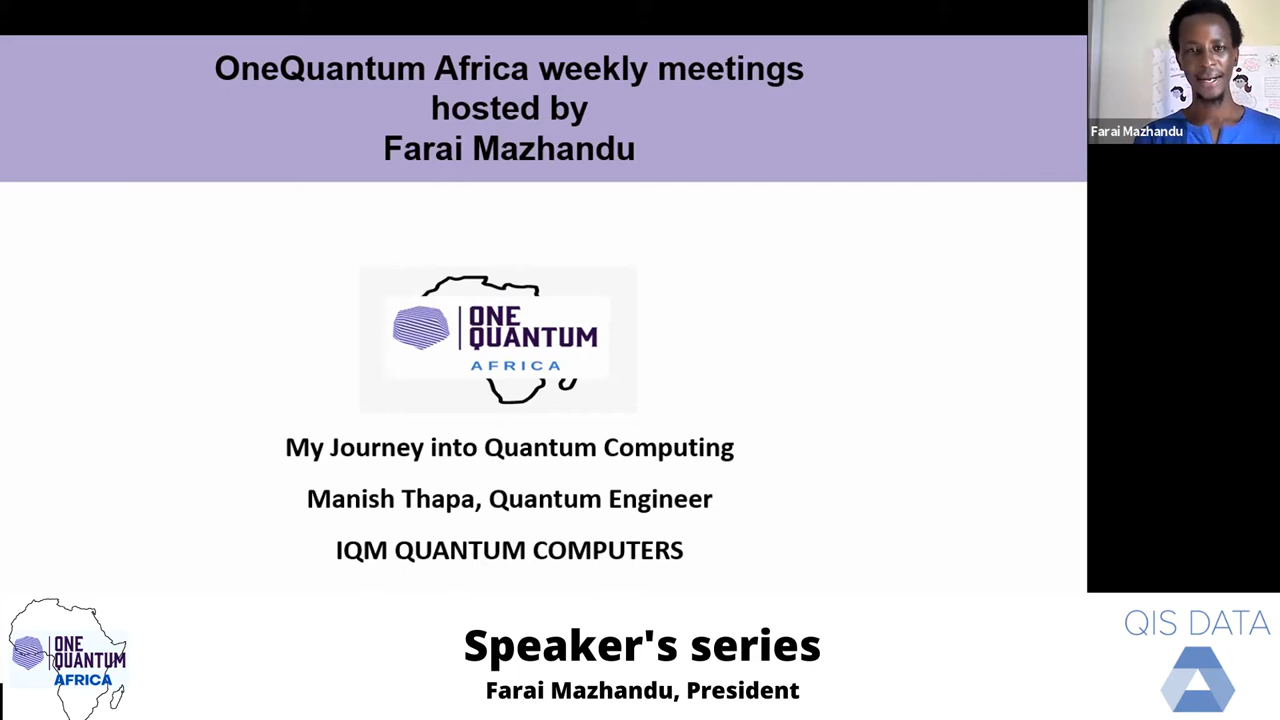 OneQuantum Africa weekly meetings
hosted by
Farai Mazhandu
Farai Mazhandu
ONE
QUANTUM
AFRICA
My Journey into Quantum Computing
Manish Thapa, Quantum Engineer
IQM QUANTUM COMPUTERS
ONE
QUANTUM
AFRICA
Speaker's series
Farai Mazhandu, President
QIS DATA